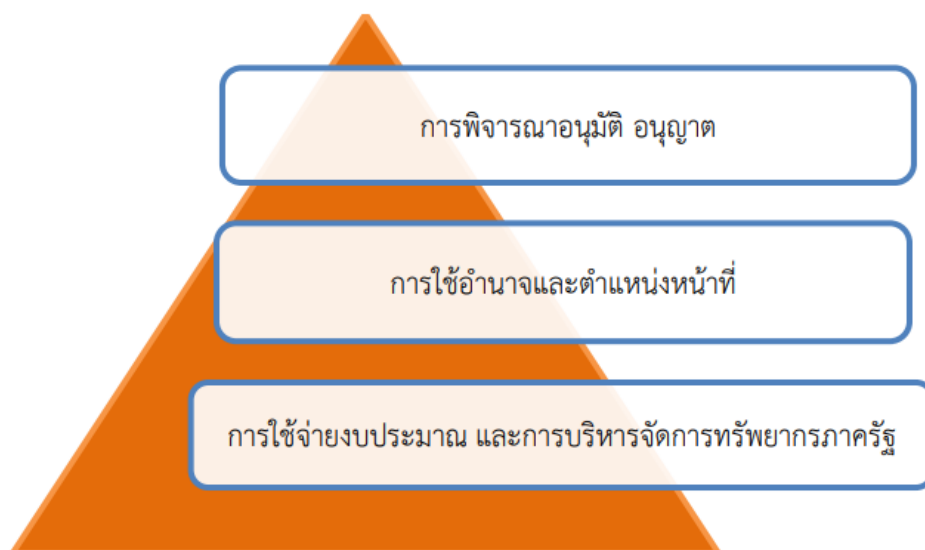 การพิจารณาอนุมัติ อนุญาต
การใช้อำนาจและตำแหน่งหน้าที่
การใช้จ่ายงบประมาณ และการบริหารจัดการทรัพยากรภาครัฐ